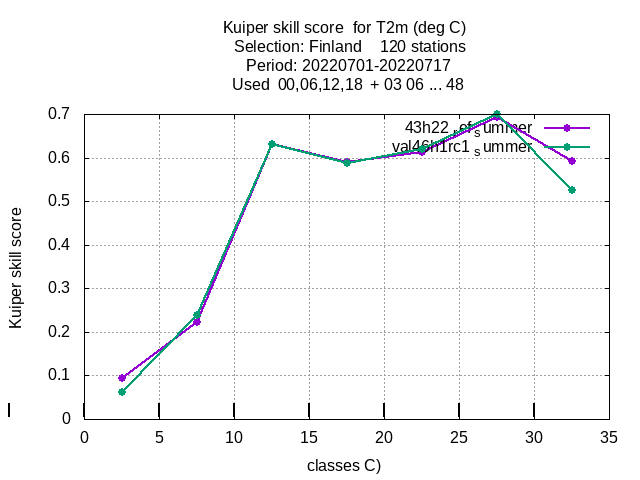 Kuiper skill score  for T2m (deg C)
Selection: Finland    120 stations
Period: 20220701-20220717
Used  00,06,12,18  + 03 06 ... 48
43h22_ref_summer
val46h1rc1_summer
Kuiper skill score
0.7
0.6
0.5
0.4
0.3
0.2
0.1
0
0 5 10 15 20 25 30 35
classes C)